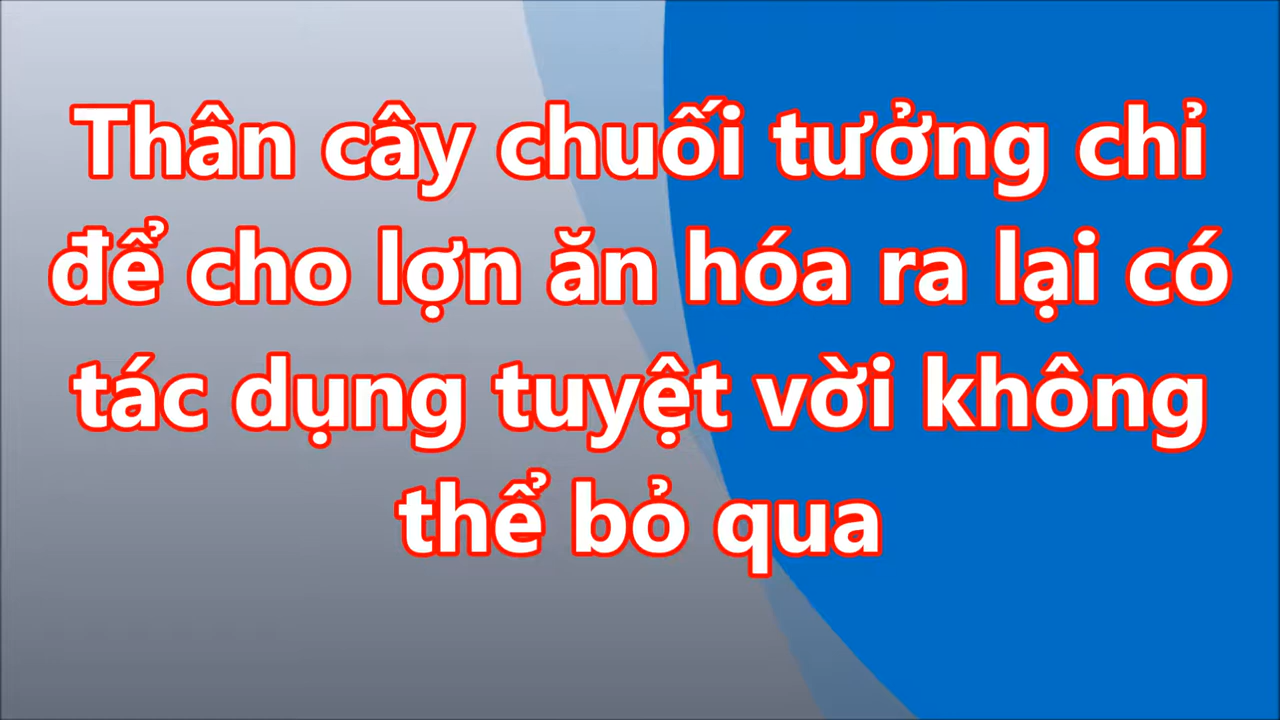 Thân cây chuối tưởng chỉ
để cho lợn ăn hóa ra lại có
tác dụng tuyệt vời không
thể bỏ qua